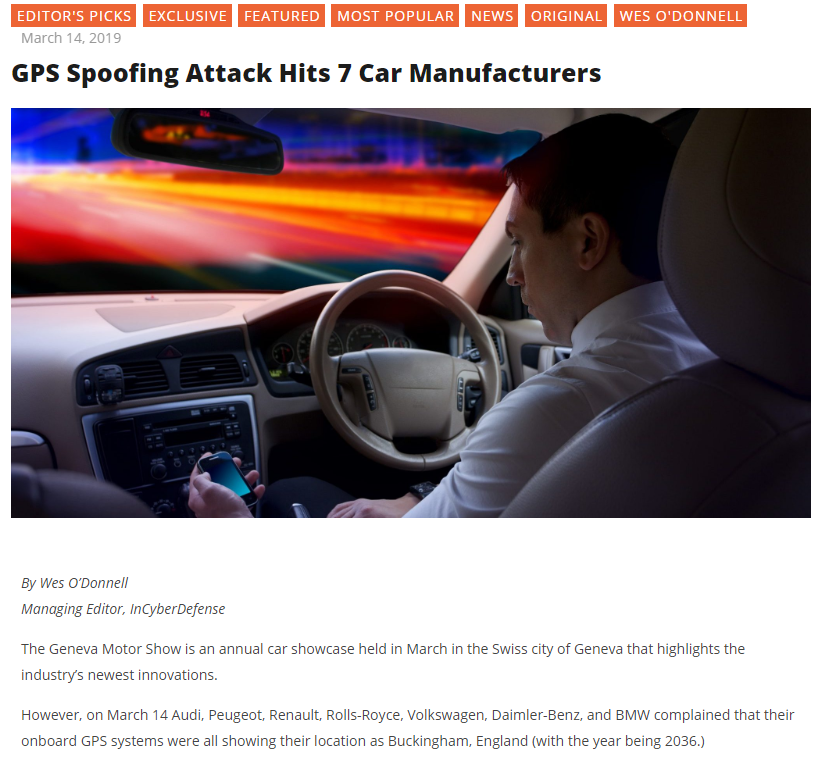 EDITOR'S PICKS EXCLUSIVE FEATURED MOST POPULAR NEWS ORIGINAL WES O'DONNELL
March 14, 2019
GPS Spoofing Attack Hits 7 Car Manufacturers
By Wes O’Donnell
Managing Editor, InCyberDefense
The Geneva Motor Show is an annual car showcase held in March in the Swiss city of Geneva that highlights the
industry’s newest innovations.
However, on March 14 Audi, Peugeot, Renault, Rolls-Royce, Volkswagen, Daimler-Benz, and BMW complained that their
onboard GPS systems were all showing their location as Buckingham, England (with the year being 2036.)